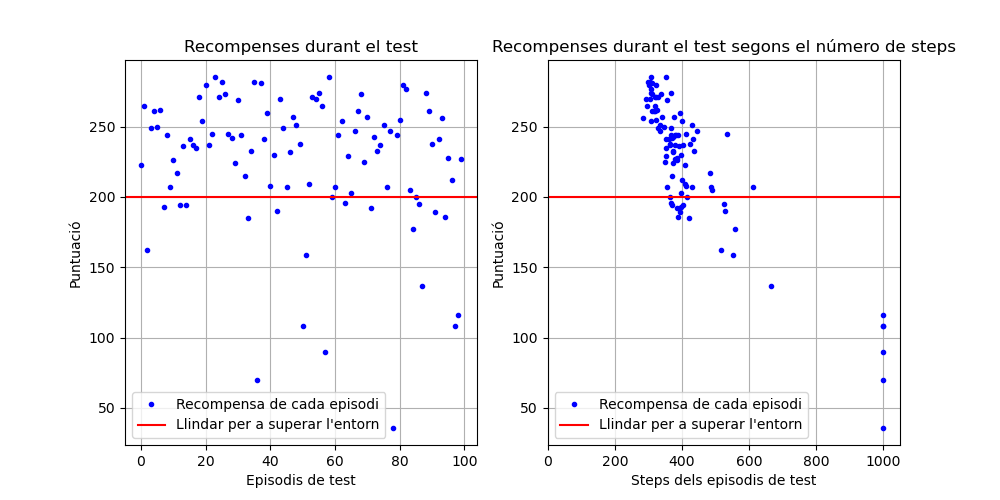 Recompenses durant el test
Puntuació
250
200
150
100
50
Recompensa de cada episodi
Llindar per a superar l'entorn
0
20
40
60
80
100
Episodis de test
Recompenses durant el test segons el número de steps
Puntuació
250
200
150
100
50
Recompensa de cada episodi
Llindar per a superar l'entorn
0
200
400
600
800
1000
Steps dels episodis de test